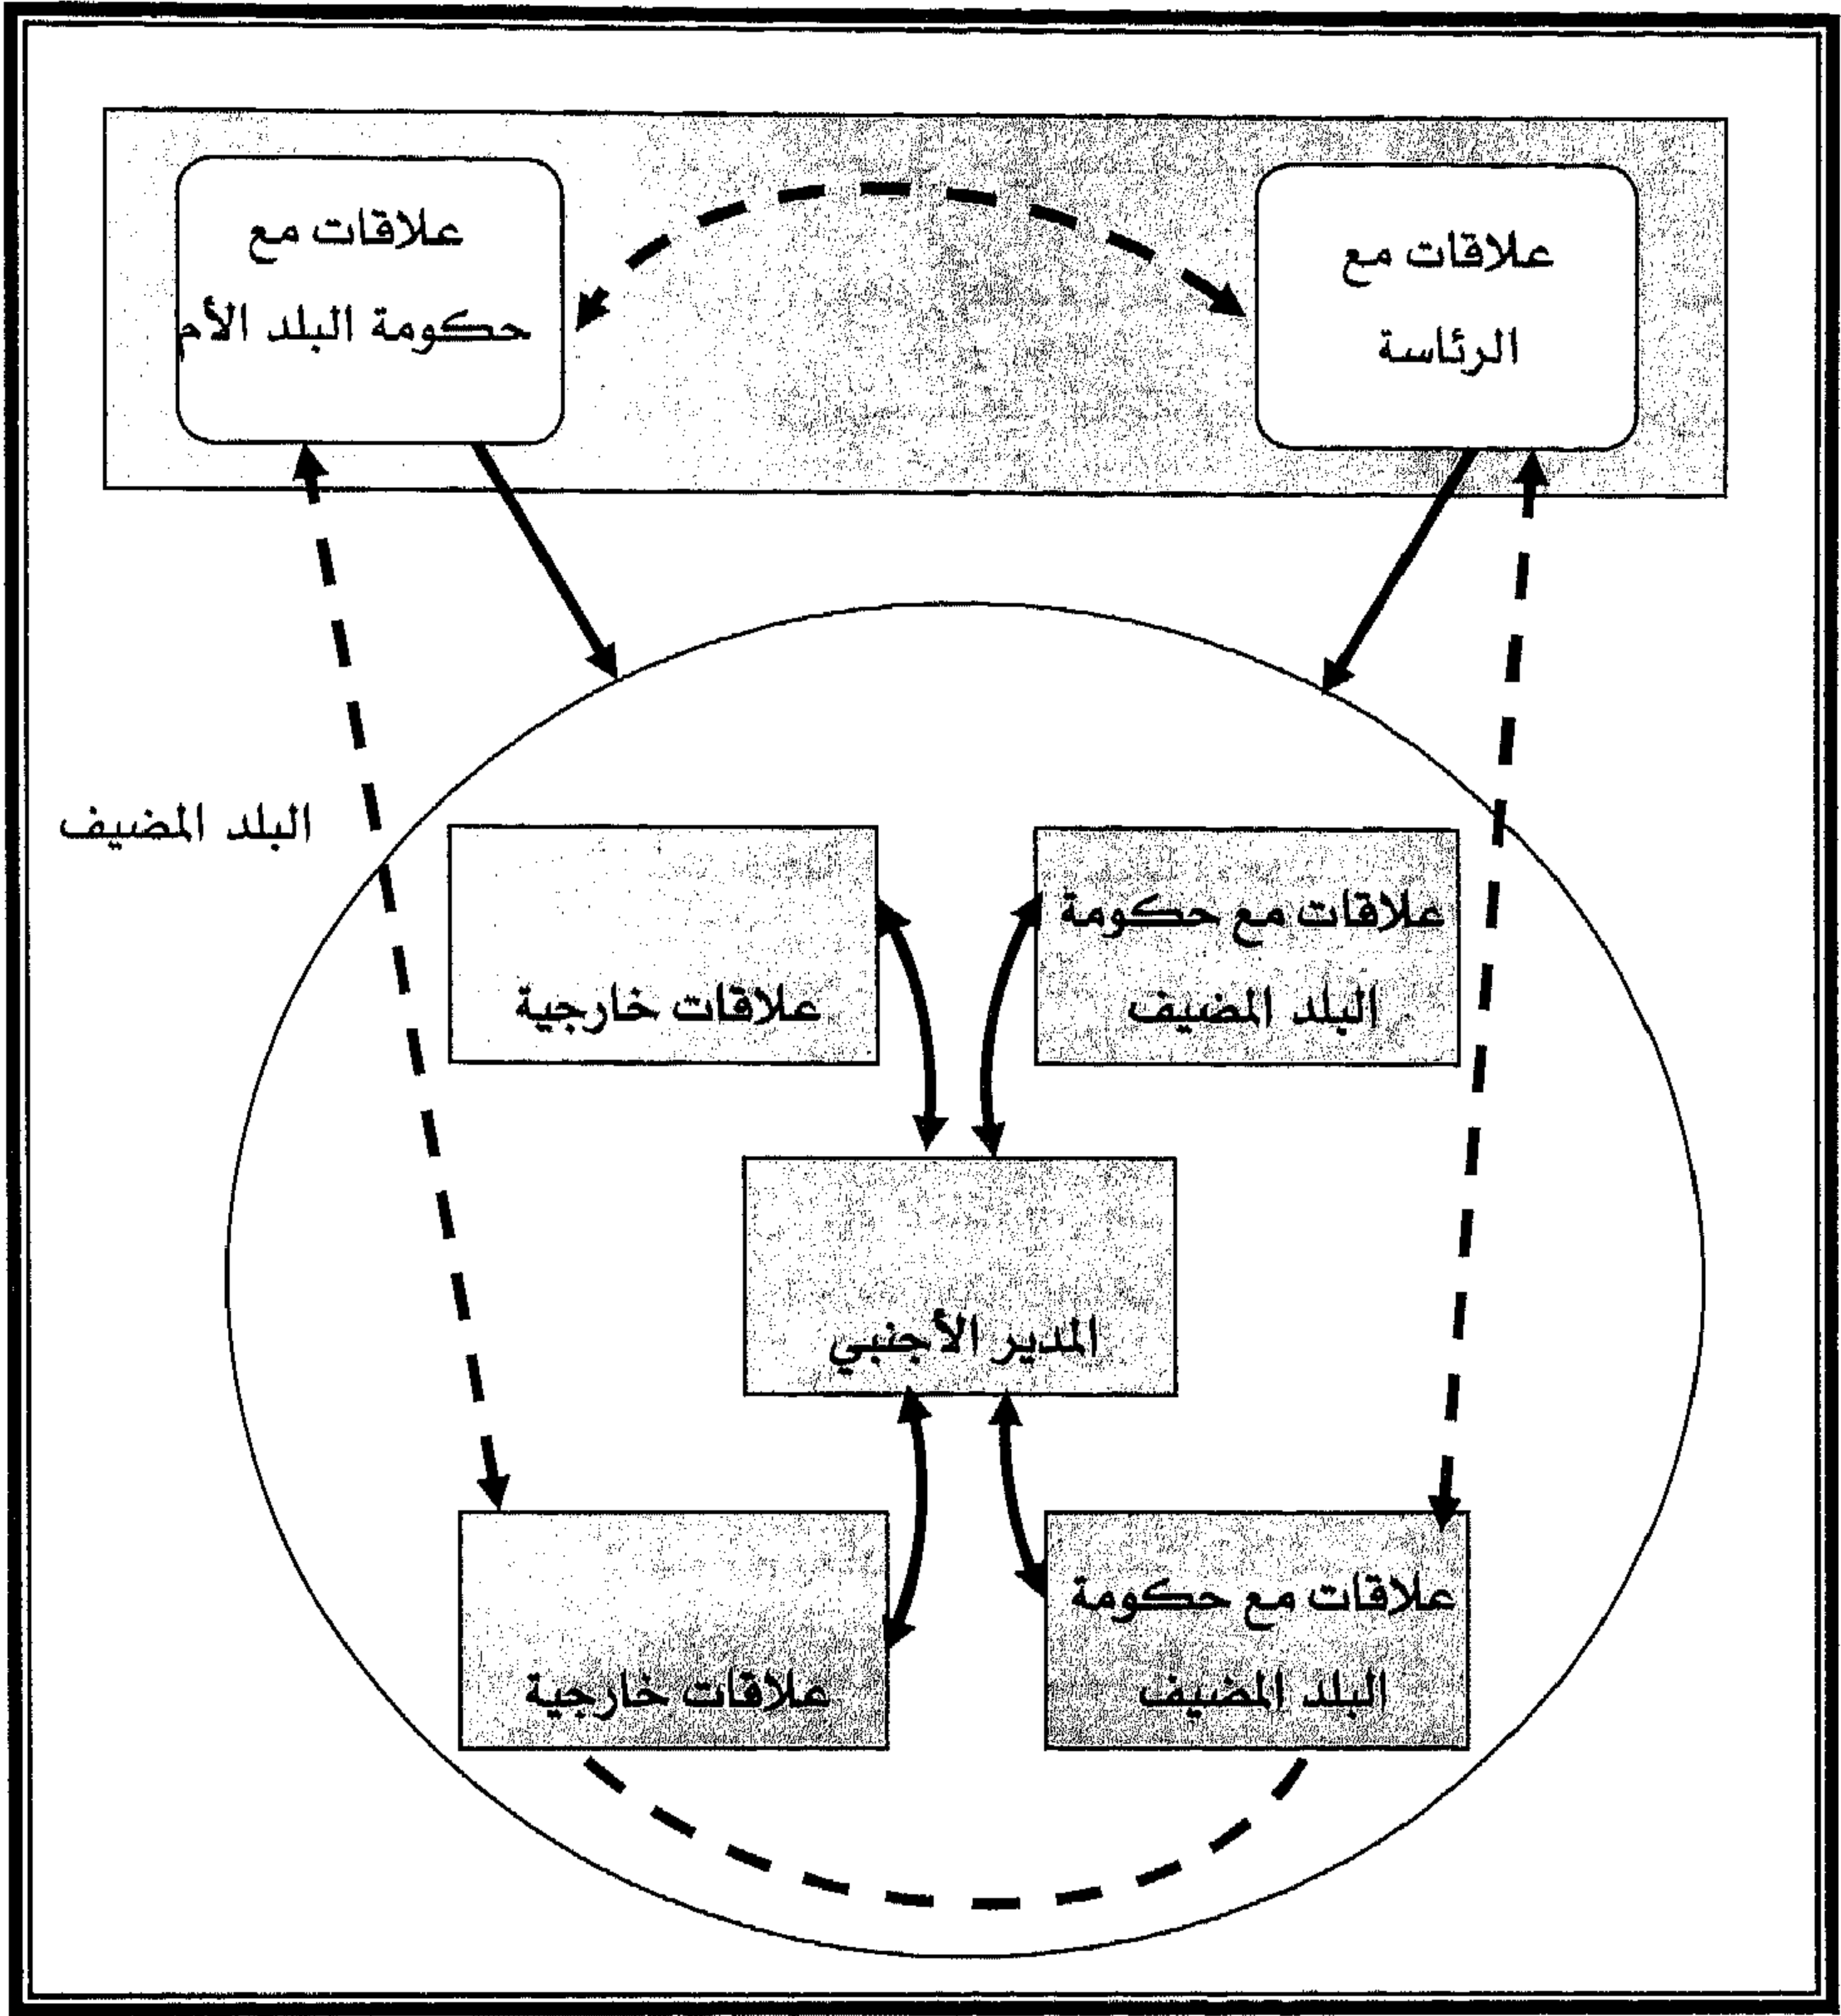 علاقات مع
الرئاسة
علاقات مع
حكومة البلد الأم
البلد المضيف
علاقات مع حكومة
البلد المضيف
علاقات خارجية
المدير الأجنبي
علاقات مع حكومة
البلد المضيف
علاقات خارجية